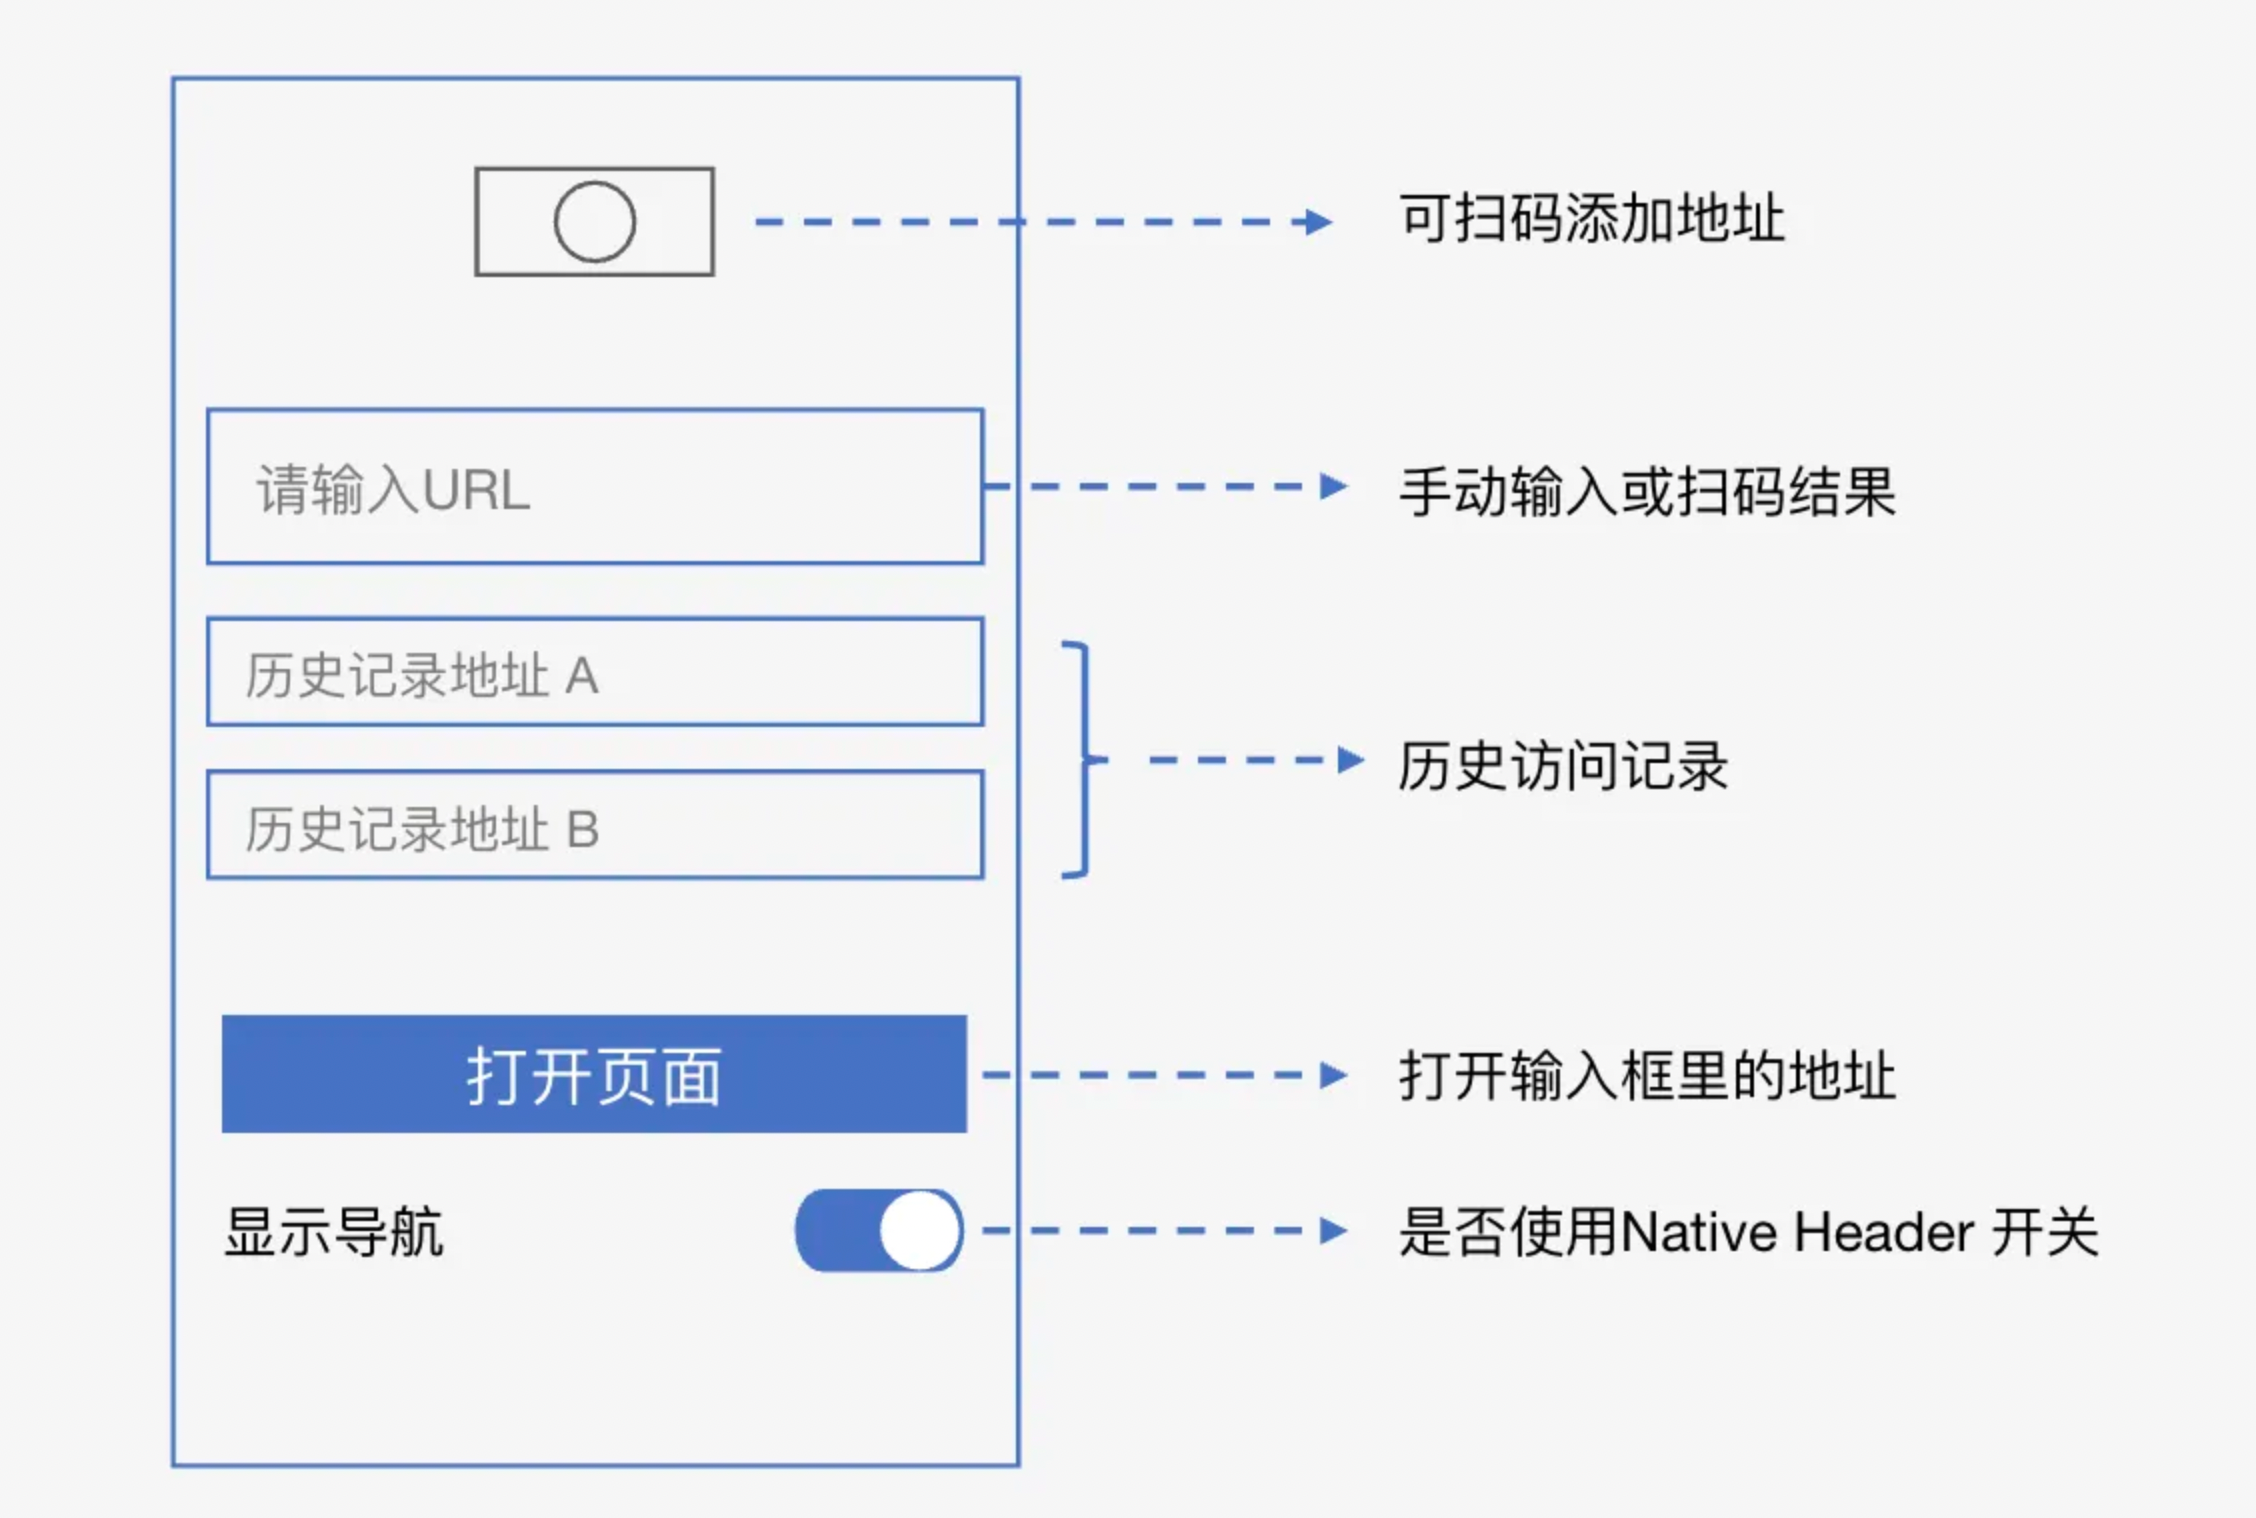 可扫码添加地址
请输入URL
手动输入或扫码结果
历史记录地址 A
历史访问记录
历史记录地址 B
打开页面
打开输入框里的地址
显示导航
是否使用Native Header 开关